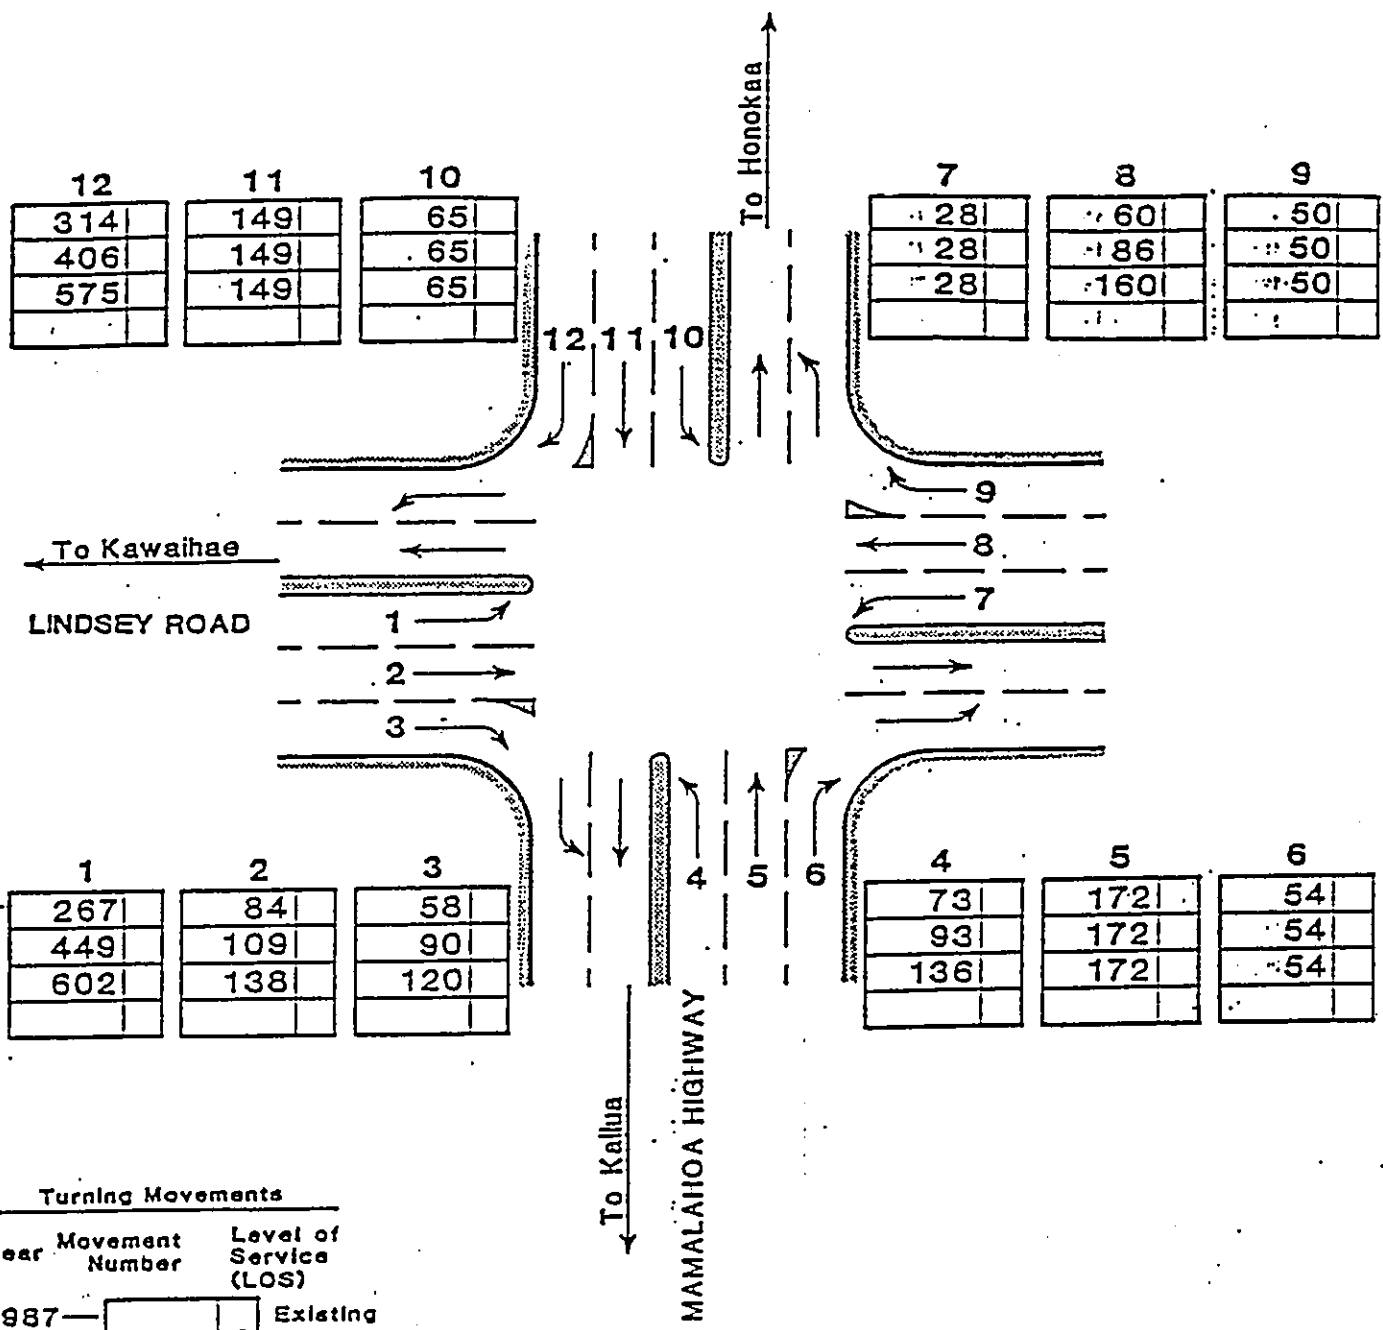 To Honokaa
12 11 10
314 149 65
406 149 65
575 149 65
7 8 9
28 60 50
28 86 50
28 160 50
12 11 10
9
8
7
To Kawaihae
LINDSEY ROAD
1
2
3
4 5 6
1 2 3
267 84 58
449 109 90
602 138 120
4 5 6
73 172 54
93 172 54
136 172 54
To Kailua
MAMALAHOA HIGHWAY
Turning Movements
ear Movement Number Level of Service (LOS)
987 Existing